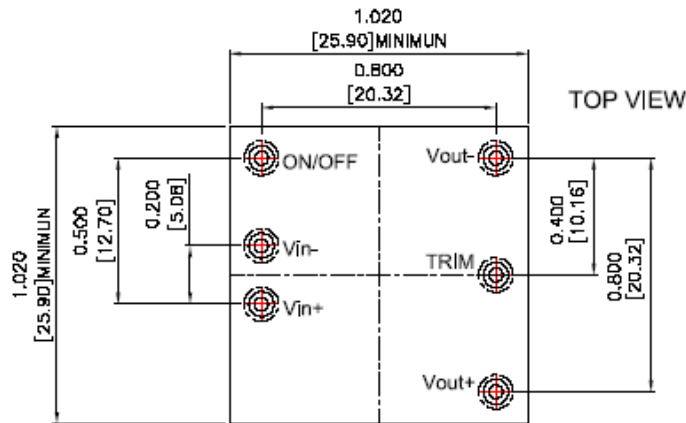 1.020
[25.90]MINIMUN
0.800
[20.32]
TOP VIEW
ON/OFF
Vout-
0.500
[12.70]
0.200
[5.08]
0.400
[10.16]
1.020
[25.90]MINIMUN
Vin-
TRIM
0.800
[20.32]
Vin+
Vout+